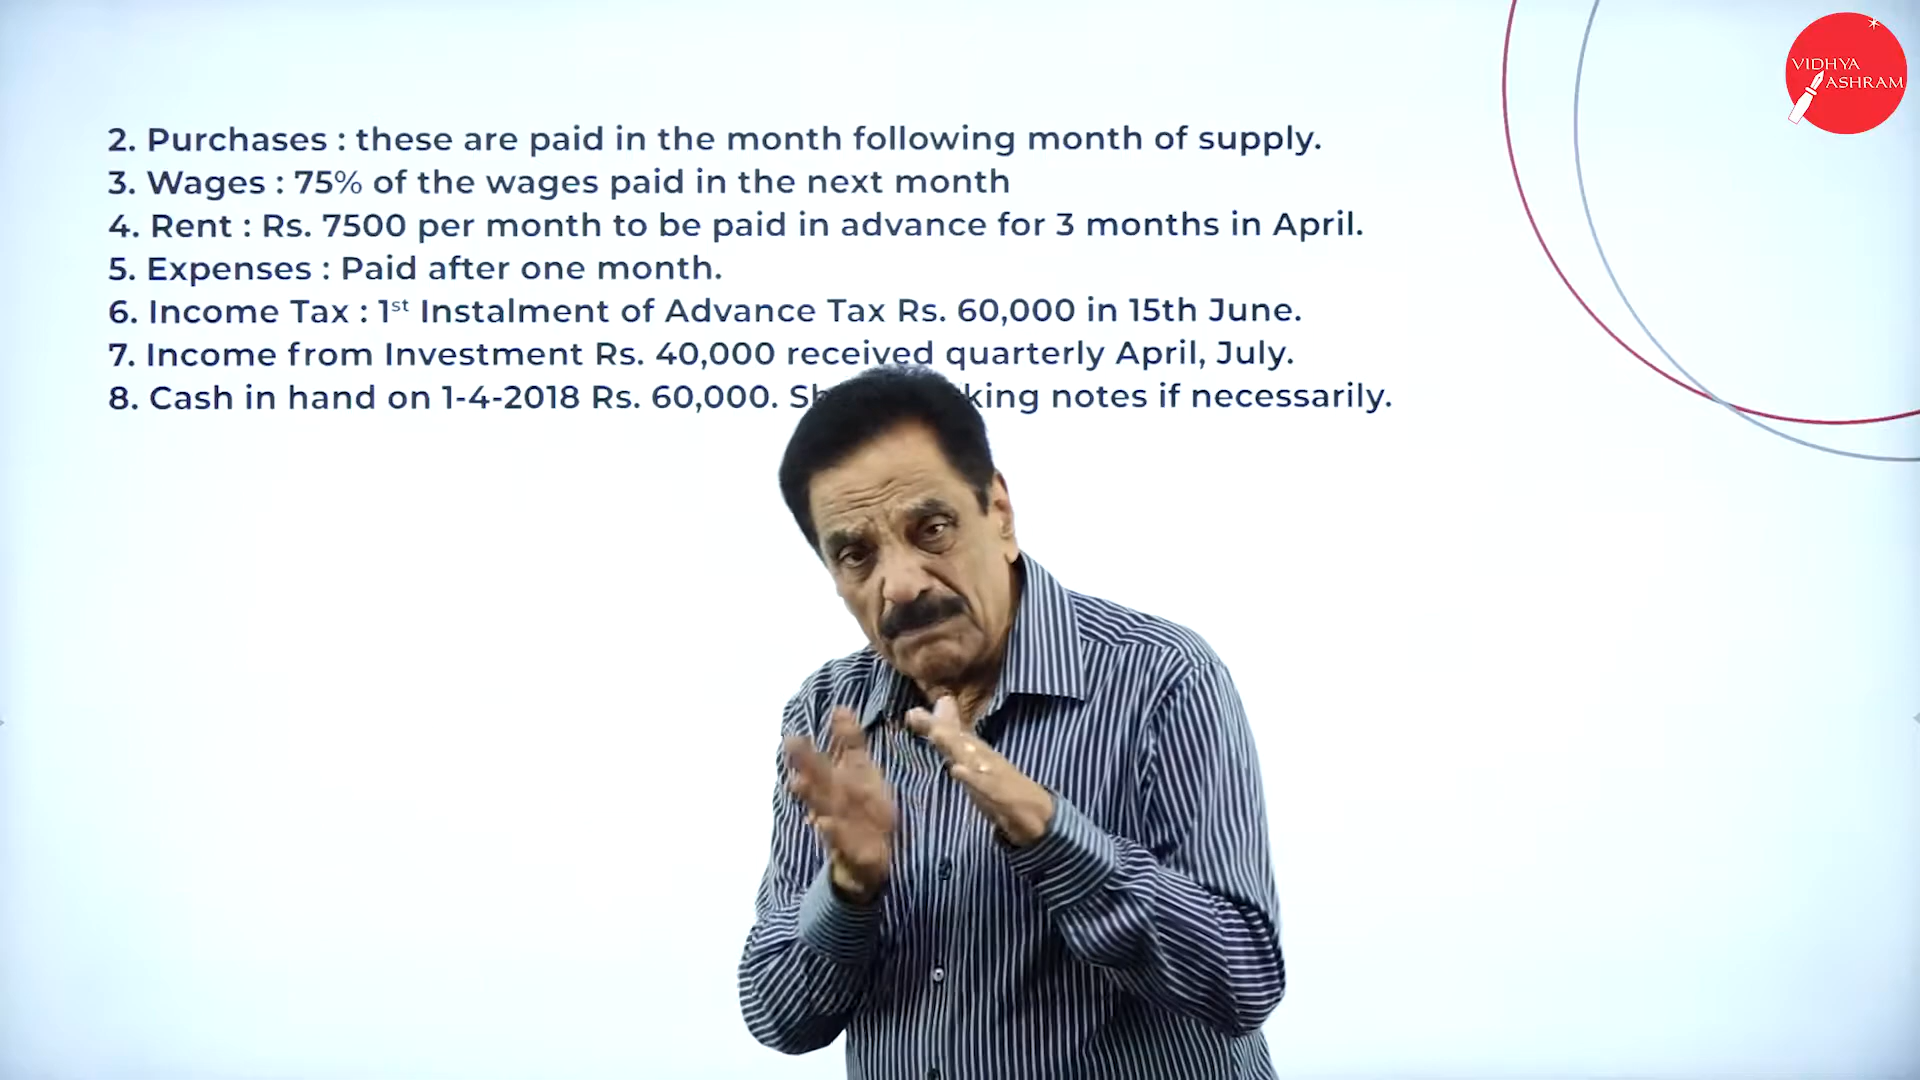 VIDHYA
ASHRAM
2. Purchases : these are paid in the month following month of supply.
3. Wages : 75% of the wages paid in the next month
4. Rent : Rs. 7500 per month to be paid in advance for 3 months in April.
5. Expenses : Paid after one month.
6. Income Tax : 1st Instalment of Advance Tax Rs. 60,000 in 15th June.
7. Income from Investment Rs. 40,000 received quarterly April, July.
8. Cash in hand on 1-4-2018 Rs. 60,000. notes if necessarily.